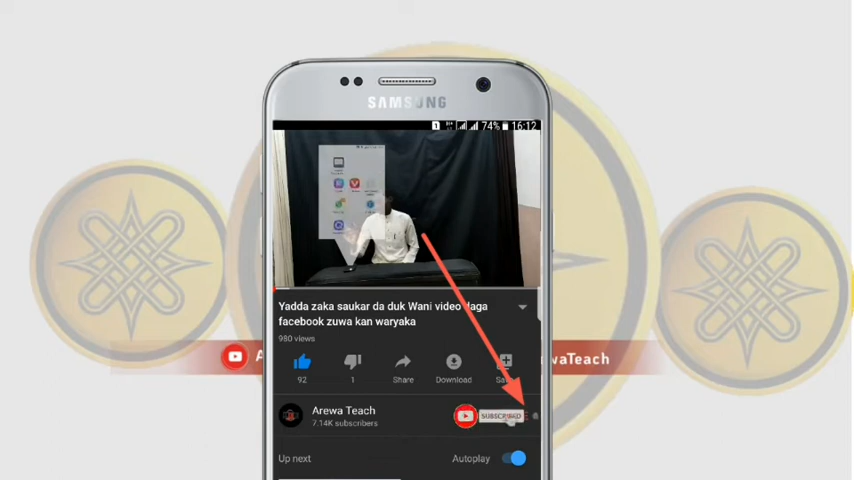 SAMSUNG
74% 16:12
Yadda zaka saukar da duk Wani video daga
facebook zuwa kan waryaka
980 views
92
1
Share
Download
Arewa Teach
7.14K subscribers
SUBSCRIBED
Up next
Autoplay